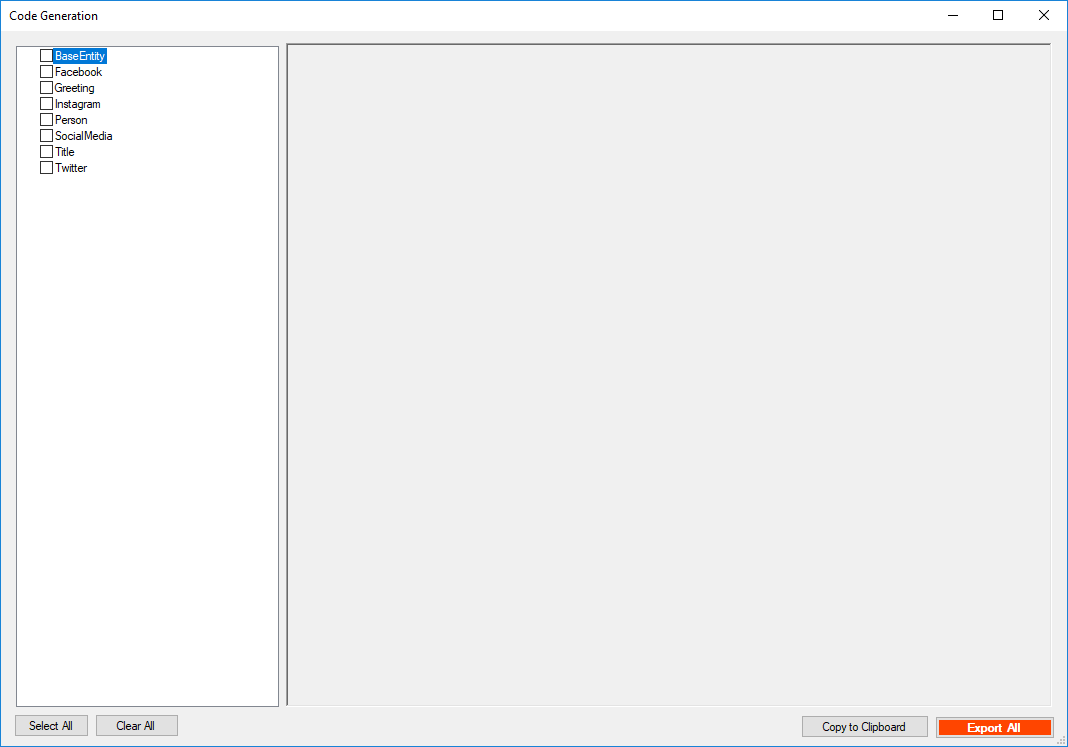 Code Generation
BaseEntity
Facebook
Greeting
Instagram
Person
SocialMedia
Title
Twitter
Select All
Clear All
Copy to Clipboard
Export All